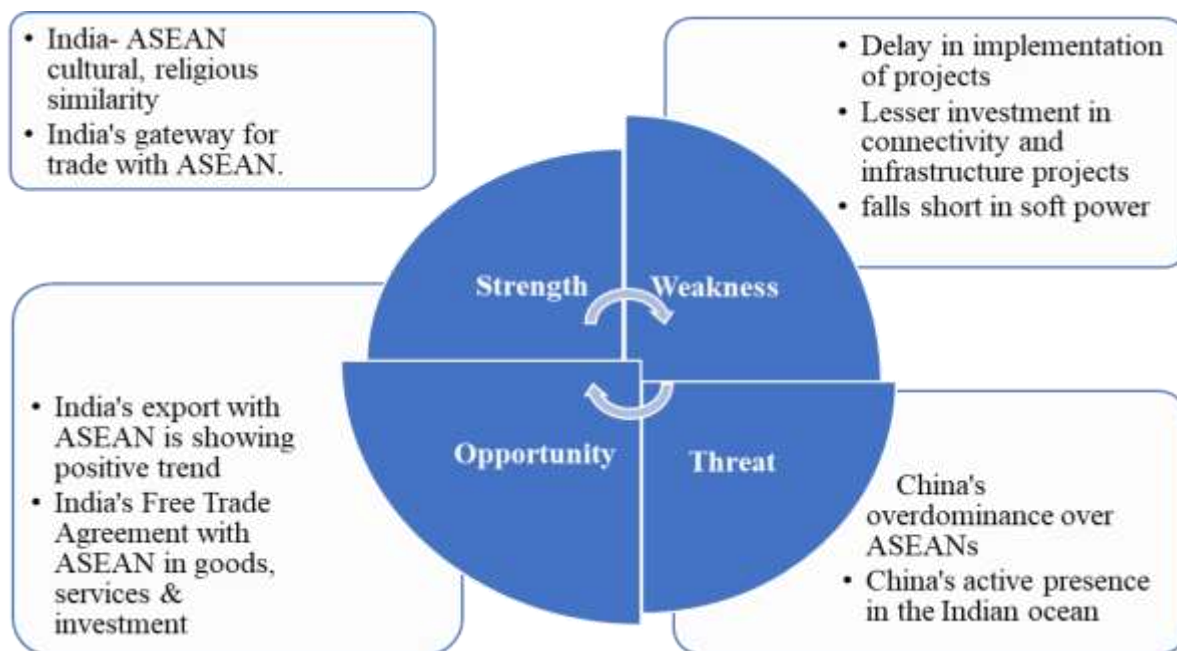 • India- ASEAN
cultural, religious
similarity
• India's gateway for
trade with ASEAN.
• Delay in implementation
of projects
• Lesser investment in
connectivity and
infrastructure projects
• falls short in soft power
Strength
Weakness
Opportunity
Threat
• India's export with
ASEAN is showing
positive trend
• India's Free Trade
Agreement with
ASEAN in goods,
services &
investment
China's
overdominance over
ASEANs
• China's active presence
in the Indian ocean